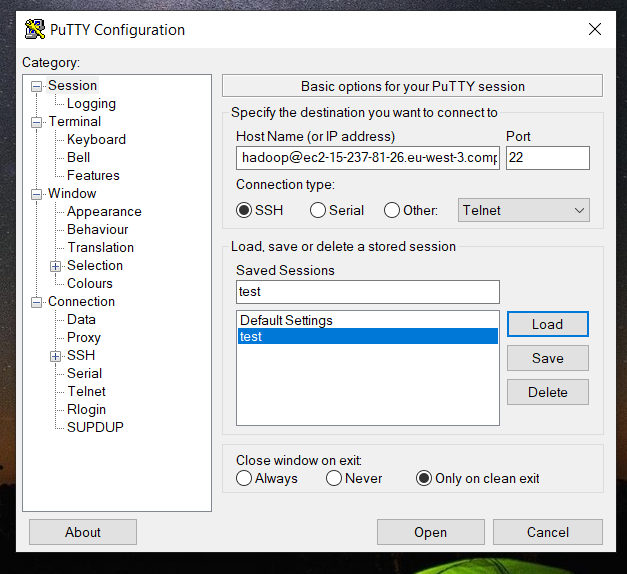 PuTTY Configuration
Category:
Session
Logging
Terminal
Keyboard
Bell
Features
Window
Appearance
Behaviour
Translation
Selection
Colours
Connection
Data
Proxy
SSH
Serial
Telnet
Rlogin
SUPDUP
Basic options for your PuTTY session
Specify the destination you want to connect to
Host Name (or IP address) Port
hadoop@ec2-15-237-81-26.eu-west-3.comp 22
Connection type:
SSH Serial Other: Telnet
Load, save or delete a stored session
Saved Sessions
test
Default Settings
test
Load
Save
Delete
Close window on exit:
Always Never Only on clean exit
About Open Cancel